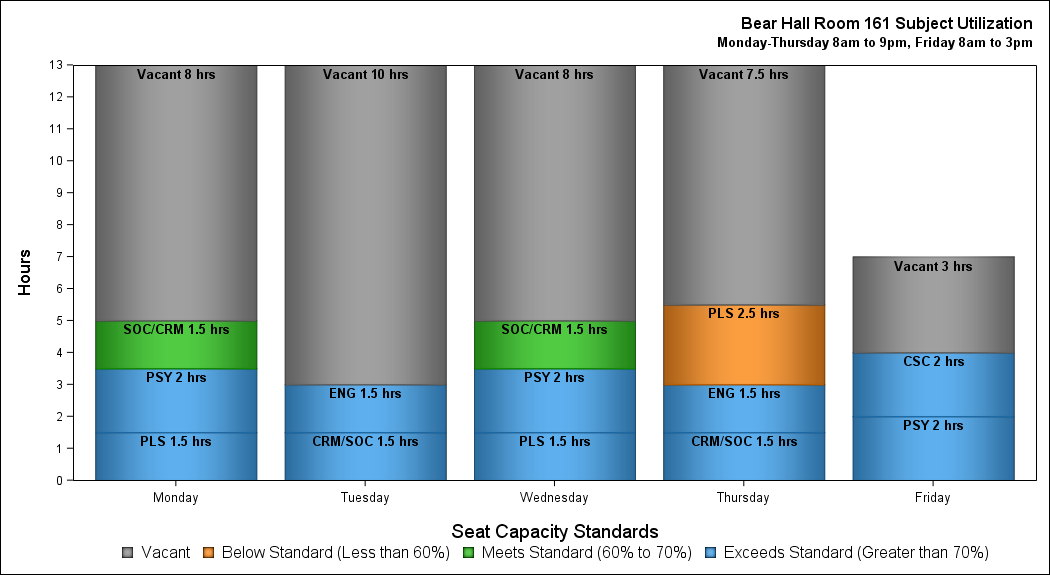 Bear Hall Room 161 Subject Utilization
Monday-Thursday 8am to 9pm, Friday 8am to 3pm
13
12
11
10
9
8
7
6
5
4
3
2
1
0
Hours
Vacant 8 hrs
SOC/CRM 1.5 hrs
PSY 2 hrs
PLS 1.5 hrs
Vacant 10 hrs
ENG 1.5 hrs
CRM/SOC 1.5 hrs
Vacant 8 hrs
SOC/CRM 1.5 hrs
PSY 2 hrs
PLS 1.5 hrs
Vacant 7.5 hrs
PLS 2.5 hrs
ENG 1.5 hrs
CRM/SOC 1.5 hrs
Vacant 3 hrs
CSC 2 hrs
PSY 2 hrs
Monday Tuesday Wednesday Thursday Friday
Seat Capacity Standards
Vacant Below Standard (Less than 60%) Meets Standard (60% to 70%) Exceeds Standard (Greater than 70%)